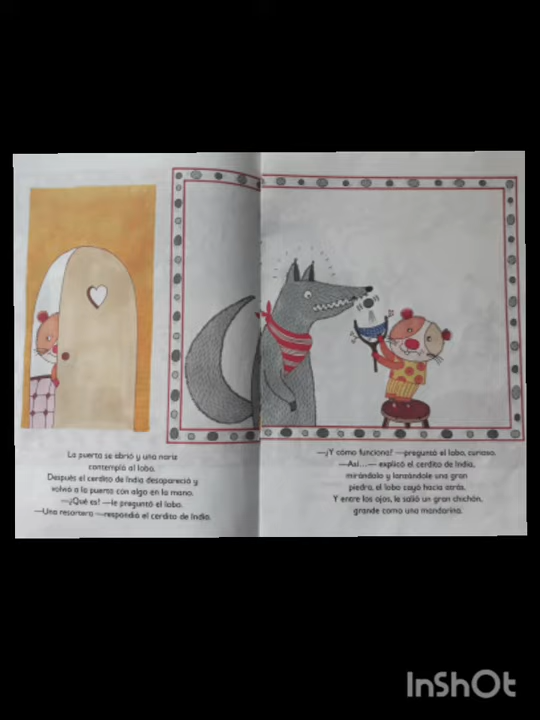 La puerta se abrió y una nariz
contempló al lobo.
Después el cerdito de India desapareció y
volvió a la puerta con algo en la mano.
—¿Qué es? —le preguntó el lobo.
—Una resortera —respondió el cerdito de India.
—¿Y cómo funciona? —preguntó el lobo, curioso.
—Así...— explicó el cerdito de India,
mirándolo y lanzándole una gran
piedra, el lobo cayó hacia atrás.
Y entre los ojos, le salió un gran chichón,
grande como una mandarina.
InShOt